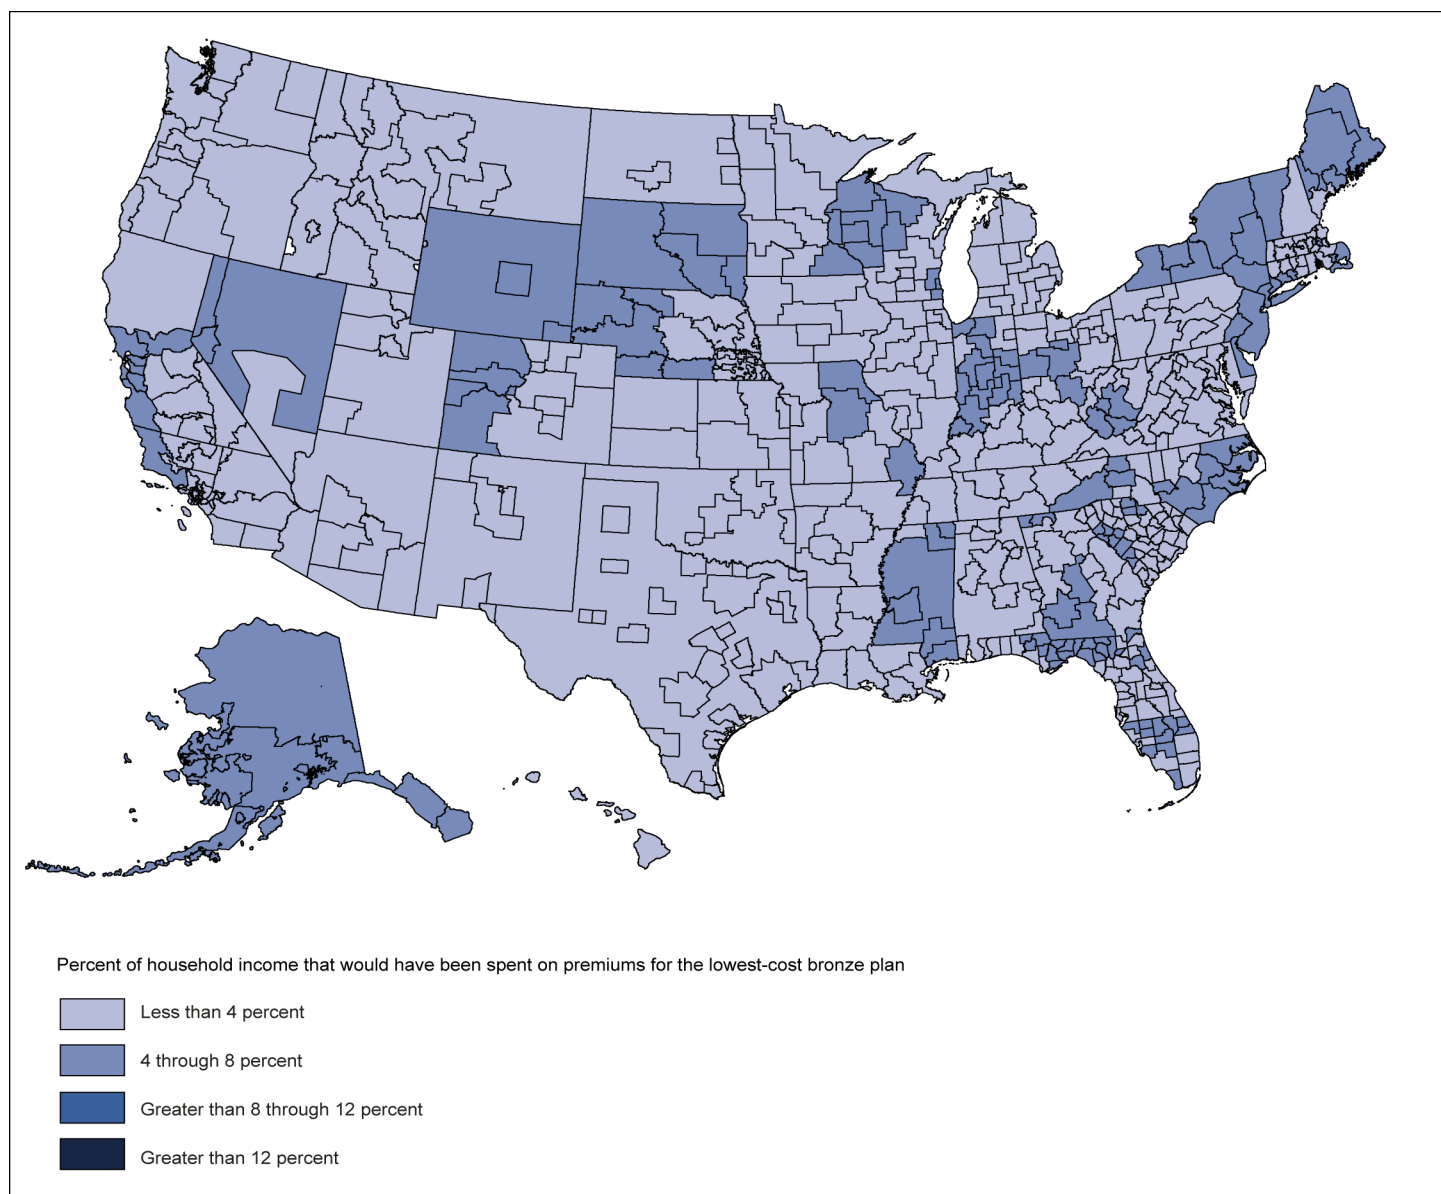 Percent of household income that would have been spent on premiums for the lowest-cost bronze plan
Less than 4 percent
4 through 8 percent
Greater than 8 through 12 percent
Greater than 12 percent